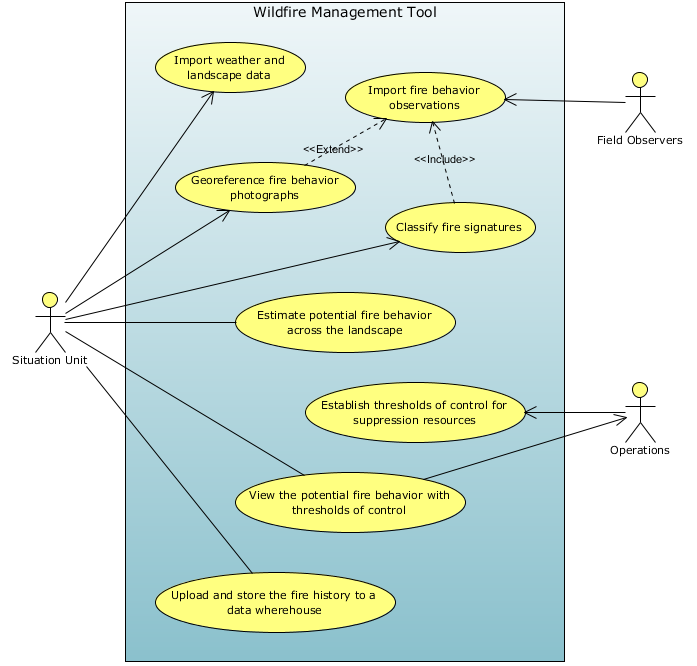 Wildfire Management Tool
Import weather and
landscape data
Import fire behavior
observations
Field Observers
<<Extend>>
<<Include>>
Georeference fire behavior
photographs
Classify fire signatures
Situation Unit
Estimate potential fire behavior
across the landscape
Establish thresholds of control for
suppression resources
Operations
View the potential fire behavior with
thresholds of control
Upload and store the fire history to a
data wherehouse